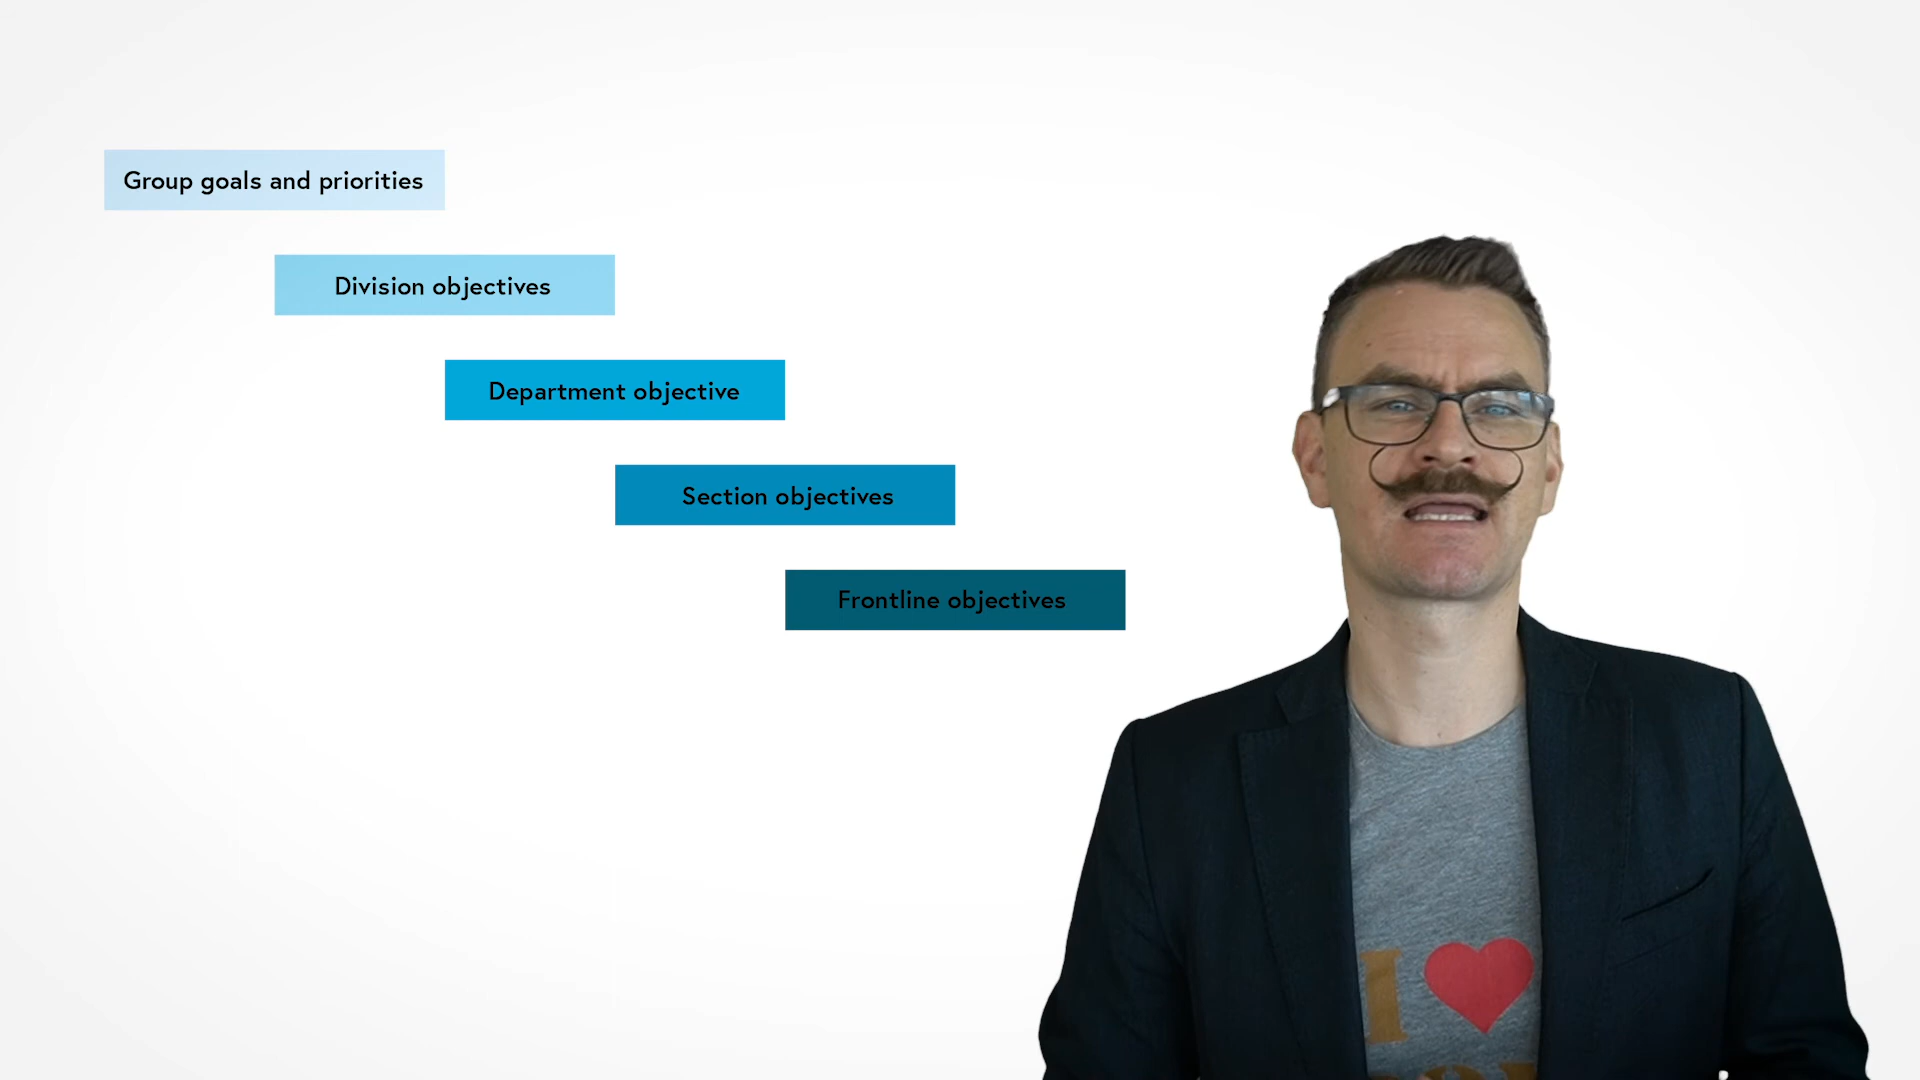 Group goals and priorities
Division objectives
Department objective
Section objectives
Frontline objectives
I